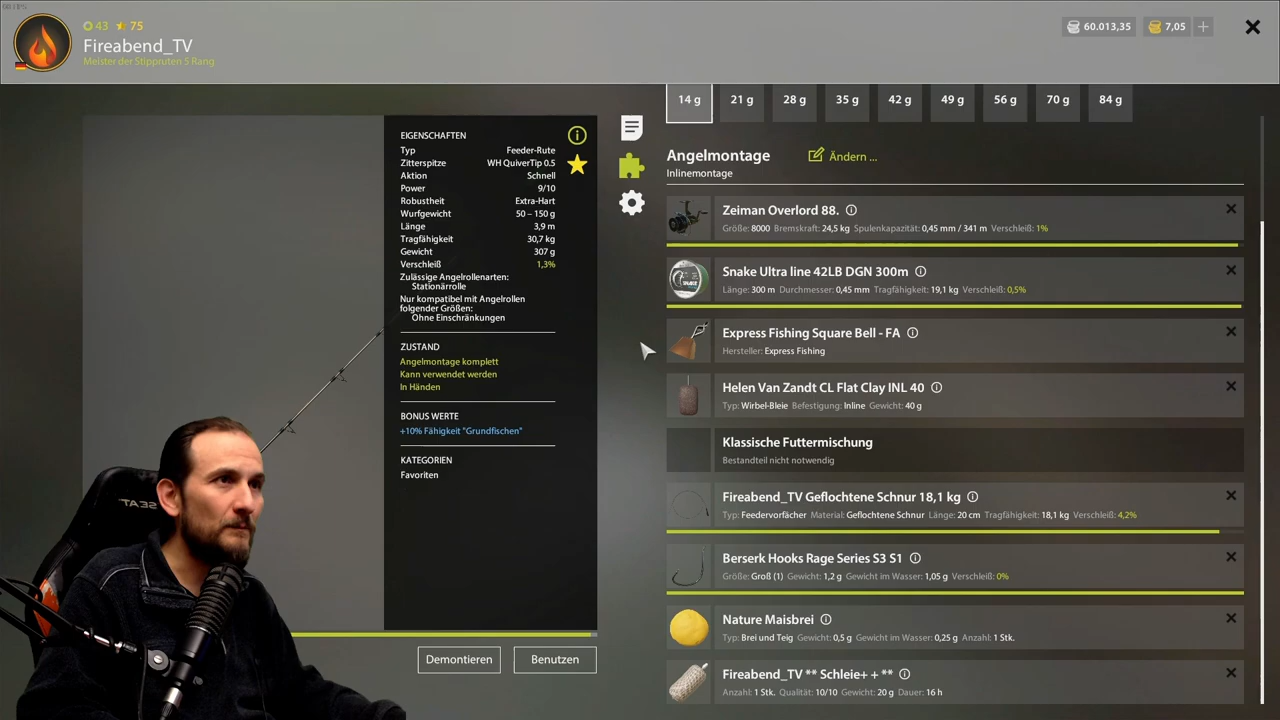 43 75
Fireabend_TV
Meister der Stippruten 5 Rang
60.013,35
7,05
14 g
21 g
28 g
35 g
42 g
49 g
56 g
70 g
84 g
EIGENSCHAFTEN
Typ Feeder-Rute
Zitterspitze WH QuiverTip 0.5
Aktion Schnell
Power 9/10
Robustheit Extra-Hart
Wurfgewicht 50 – 150 g
Länge 3,9 m
Tragfähigkeit 30,7 kg
Gewicht 307 g
Verschleiß 1,3%
Zulässige Angelrollenarten:
Stationärrolle
Nur kompatibel mit Angelrollen
folgender Größen:
Ohne Einschränkungen
ZUSTAND
Angelmontage komplett
Kann verwendet werden
In Händen
BONUS WERTE
+10% Fähigkeit "Grundfischen"
KATEGORIEN
Favoriten
Demontieren
Benutzen
SEAT
Angelmontage
Ändern ...
Inlinemontage
Zeiman Overlord 88.
Größe: 8000 Bremskraft: 24,5 kg Spulenkapazität: 0,45 mm / 341 m Verschleiß: 1%
Snake Ultra line 42LB DGN 300m
Länge: 300 m Durchmesser: 0,45 mm Tragfähigkeit: 19,1 kg Verschleiß: 0,5%
Express Fishing Square Bell - FA
Hersteller: Express Fishing
Helen Van Zandt CL Flat Clay INL 40
Typ: Wirbel-Bleie Befestigung: Inline Gewicht: 40 g
Klassische Futtermischung
Bestandteil nicht notwendig
Fireabend_TV Geflochtene Schnur 18,1 kg
Typ: Feedervorfächer Material: Geflochtene Schnur Länge: 20 cm Tragfähigkeit: 18,1 kg Verschleiß: 4,2%
Berserk Hooks Rage Series S3 S1
Größe: Groß (1) Gewicht: 1,2 g Gewicht im Wasser: 1,05 g Verschleiß: 0%
Nature Maisbrei
Typ: Brei und Teig Gewicht: 0,5 g Gewicht im Wasser: 0,25 g Anzahl: 1 Stk.
Fireabend_TV ** Schleie+ + **
Anzahl: 1 Stk. Qualität: 10/10 Gewicht: 20 g Dauer: 16 h